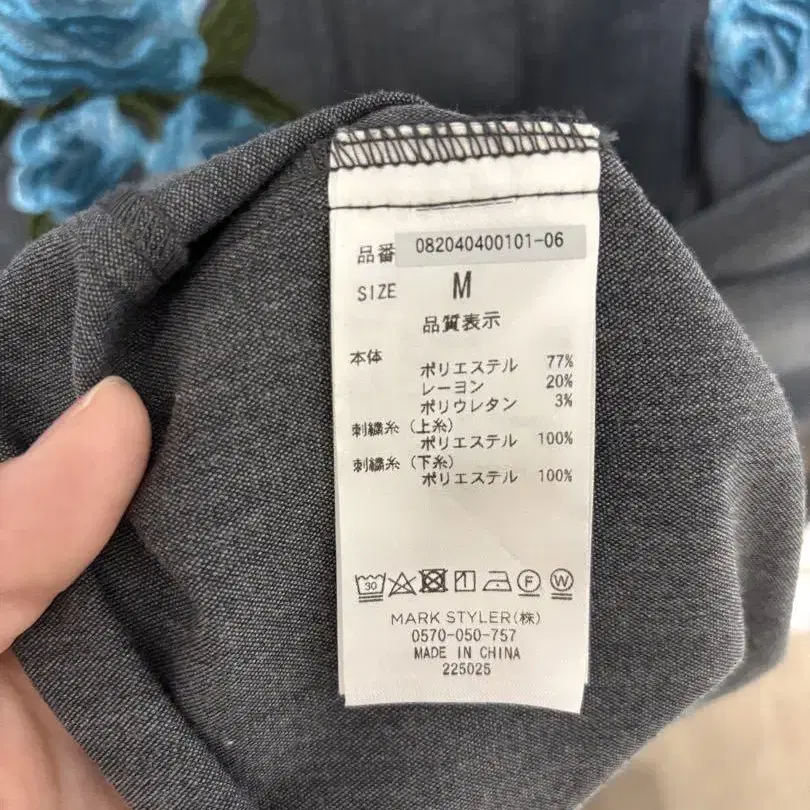 品番 082040400101-06
SIZE M
品質表示
本体
ポリエステル 77%
レーヨン 20%
ポリウレタン 3%
刺繍糸（上糸）
ポリエステル 100%
刺繍糸（下糸）
ポリエステル 100%
30 F W
MARK STYLER(株)
0570-050-757
MADE IN CHINA
225025